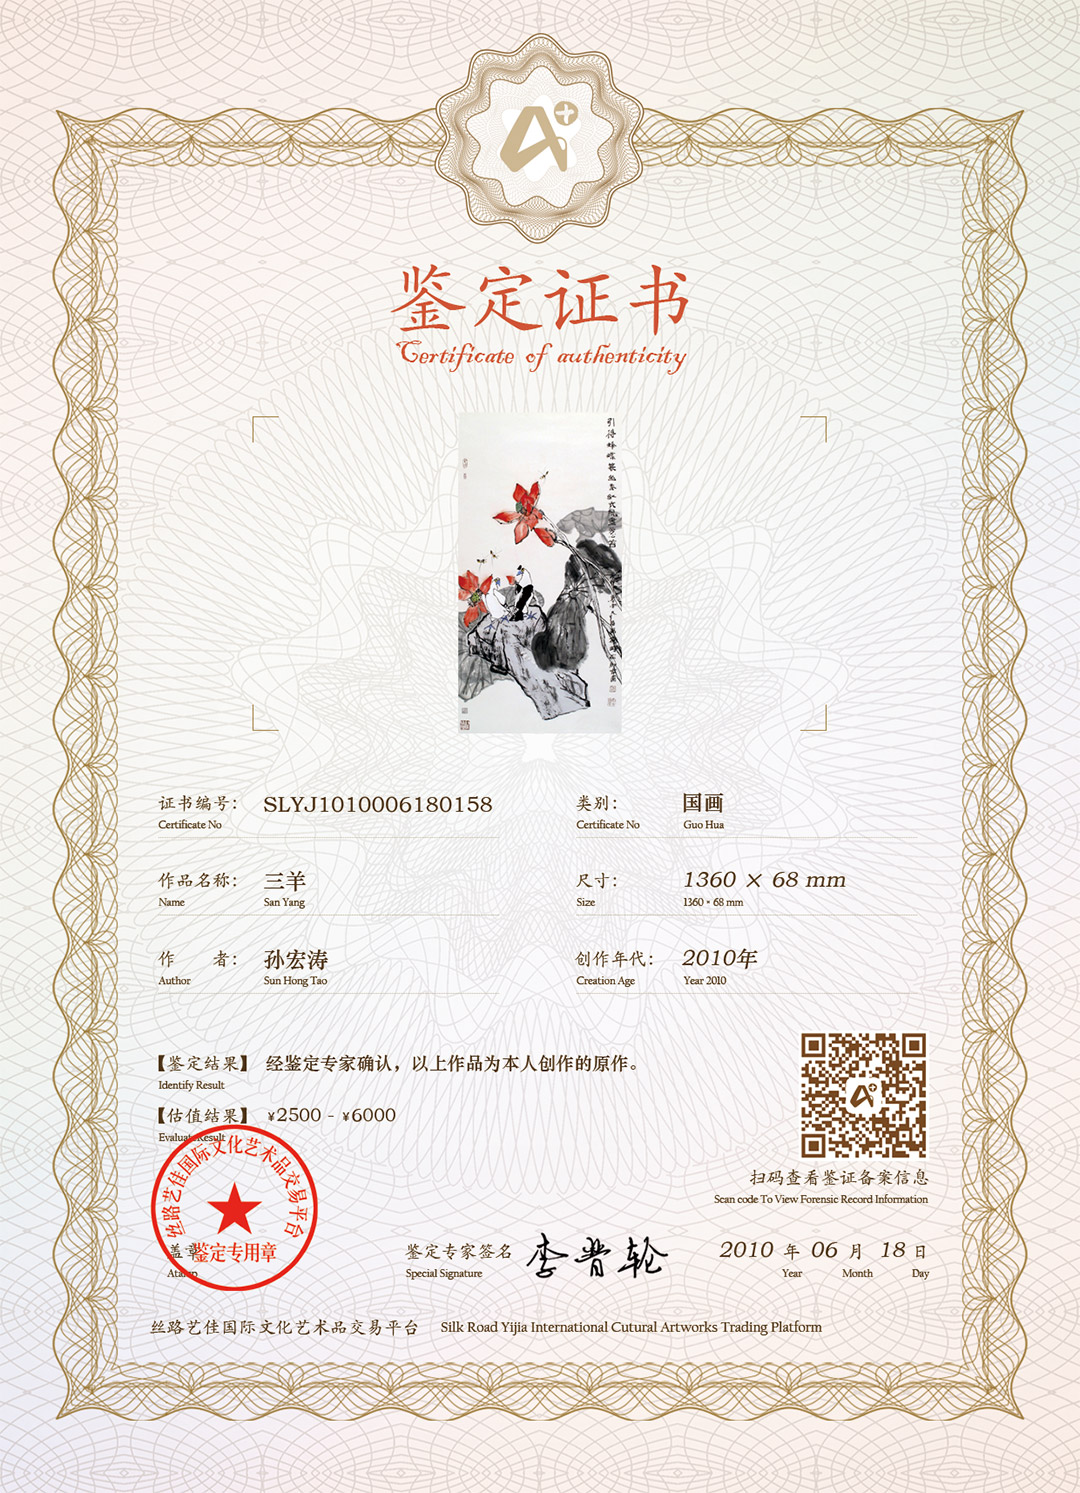 A+
鉴定证书
Certificate of authenticity
证书编号： SLYJ1010006180158
Certificate No
类别： 国画
Certificate No Guo Hua
作品名称： 三羊
Name San Yang
尺寸： 1360 × 68 mm
Size 1360 * 68 mm
作 者： 孙宏涛
Author Sun Hong Tao
创作年代： 2010年
Creation Age Year 2010
【鉴定结果】 经鉴定专家确认，以上作品为本人创作的原作。
Identify Result
【估值结果】 ¥2500 - ¥6000
Evaluate Result
丝路艺佳国际文化艺术品交易平台
鉴定专用章
盖章
扫码查看鉴证备案信息
Scan code To View Forensic Record Information
鉴定专家签名 李普轮
Special Signature
2010 年 06 月 18 日
Year Month Day
丝路艺佳国际文化艺术品交易平台 Silk Road Yijia International Cutural Artworks Trading Platform